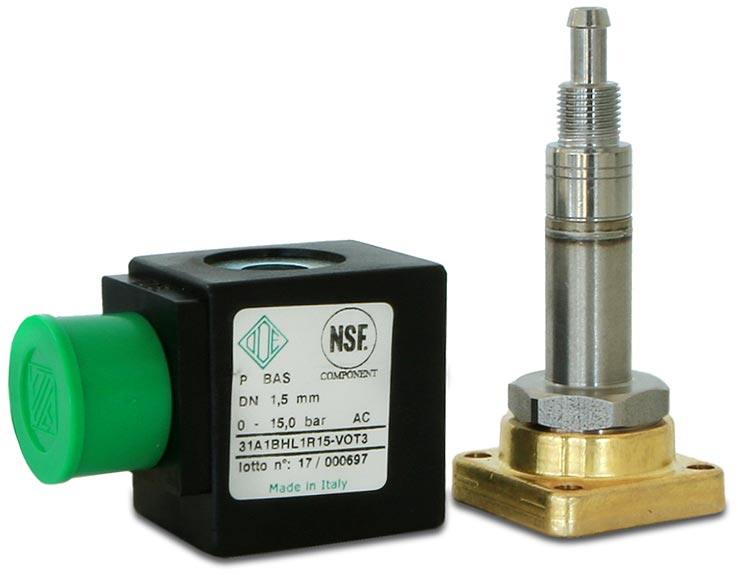 ODE
NSF.
COMPONENT
P BAS
DN 1,5 mm
0 - 15,0 bar AC
31A1BHL1R15-VOT3
lotto n°: 17 / 000697
Made in Italy